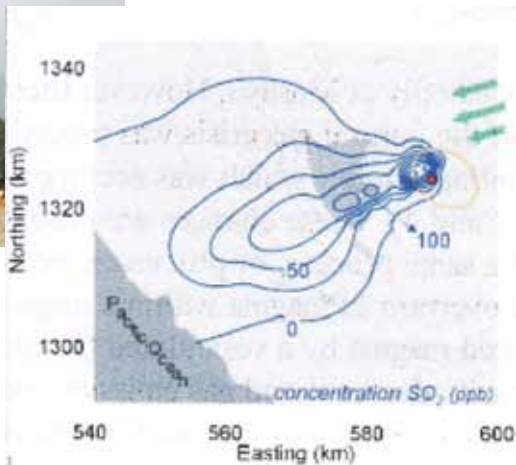 1340
Northing (km)
1320
100
50
0
Pacific Ocean
1300
concentration SO₂ (ppb)
540
560
580
600
Easting (km)